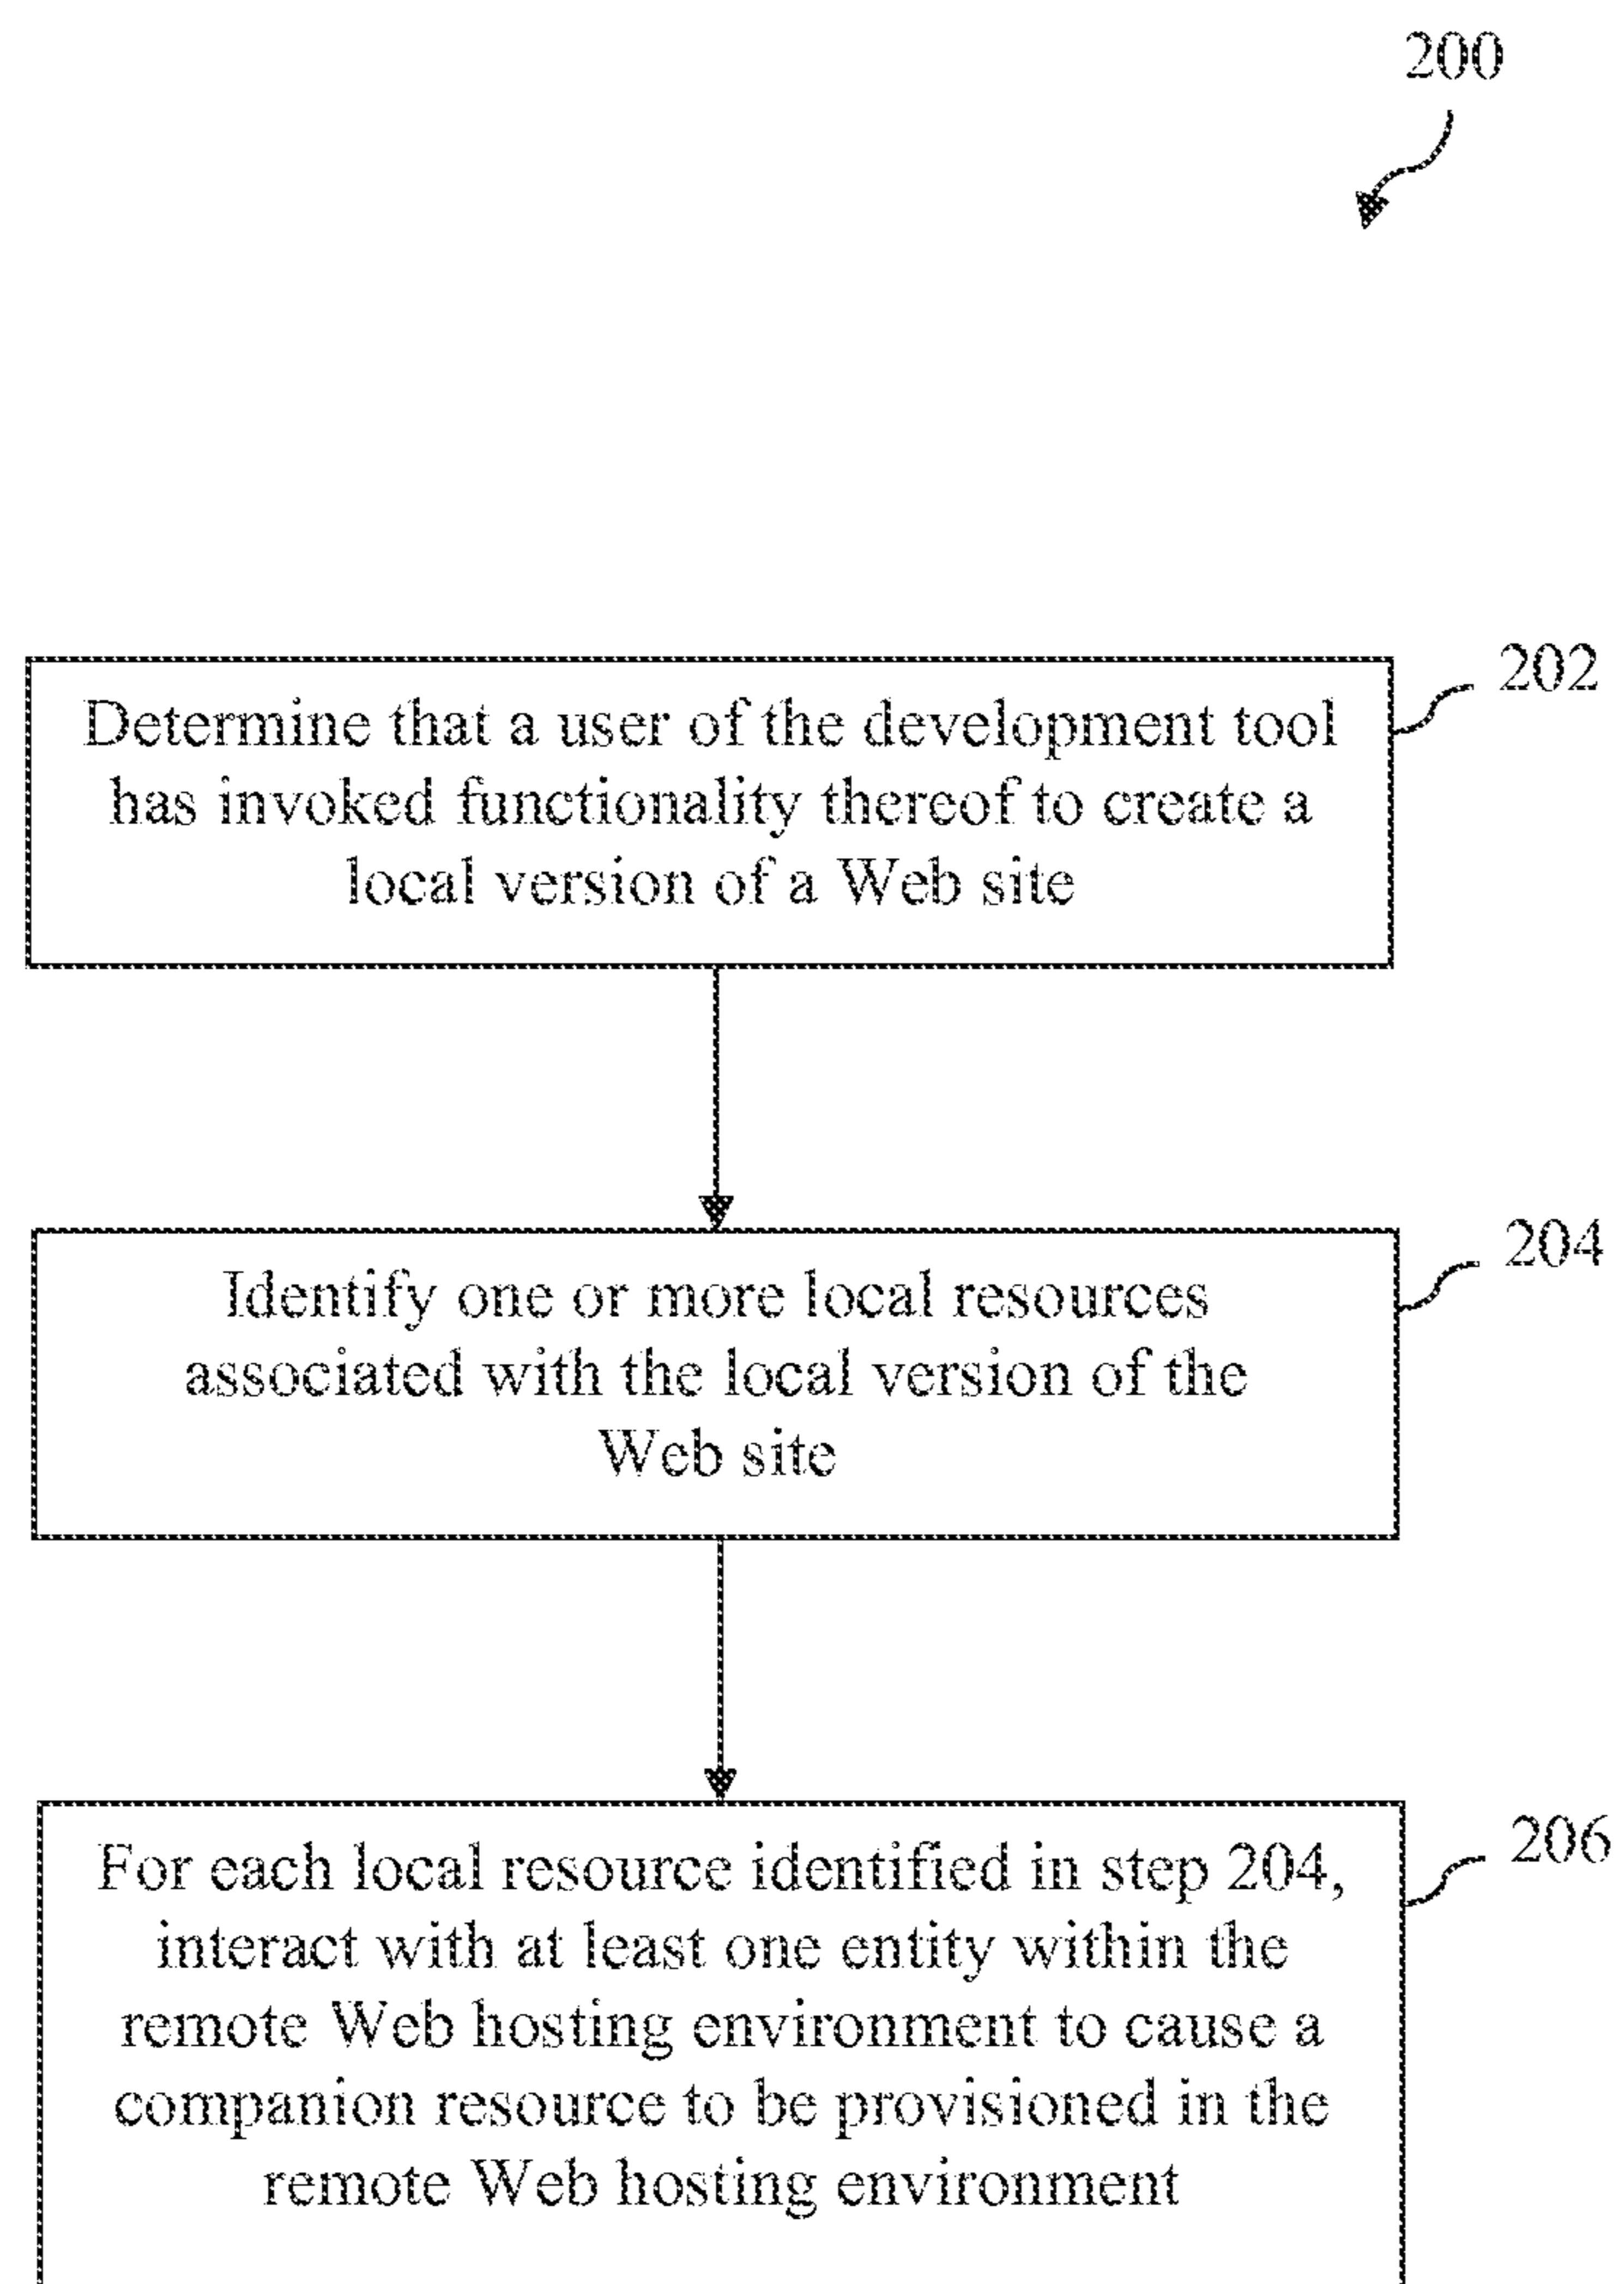 200
202
Determine that a user of the development tool
has invoked functionality thereof to create a
local version of a Web site
204
Identify one or more local resources
associated with the local version of the
Web site
206
For each local resource identified in step 204,
interact with at least one entity within the
remote Web hosting environment to cause a
companion resource to be provisioned in the
remote Web hosting environment